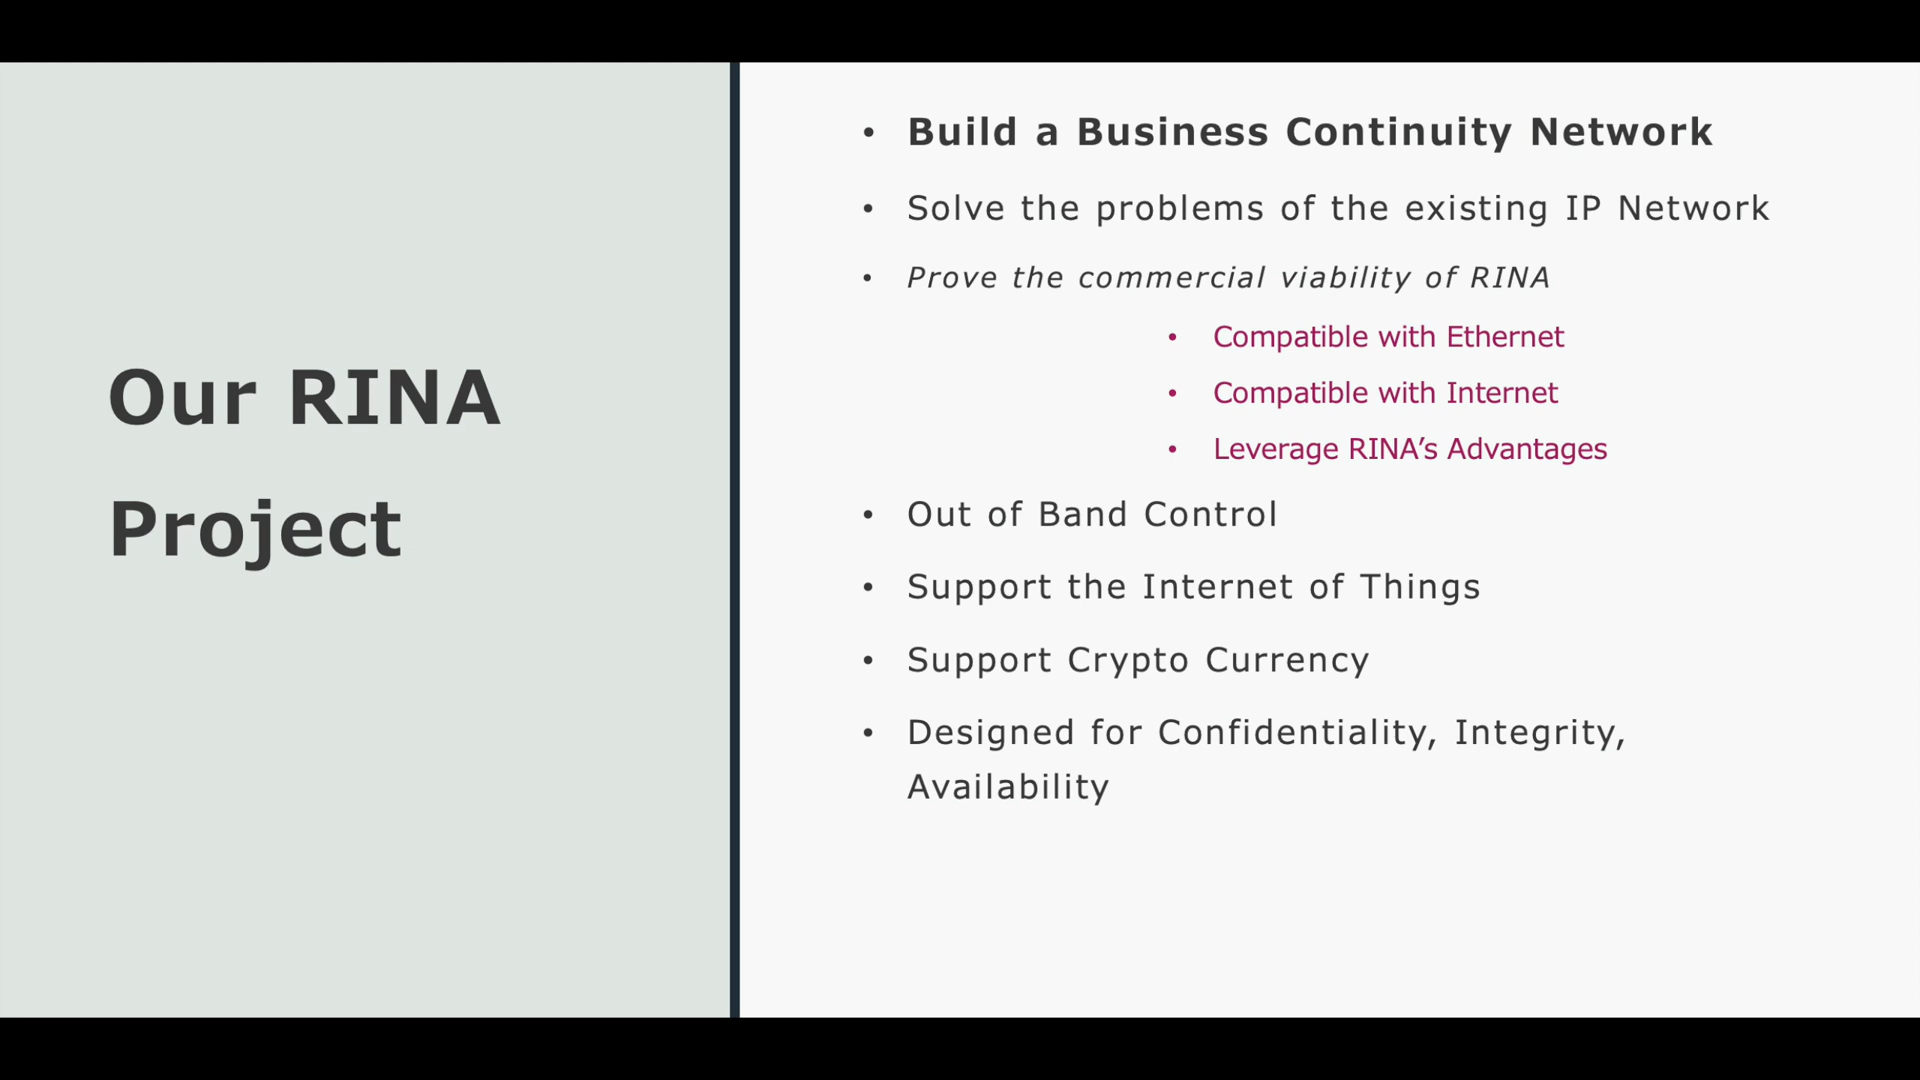 Our RINA
Project
• Build a Business Continuity Network
• Solve the problems of the existing IP Network
• Prove the commercial viability of RINA
• Compatible with Ethernet
• Compatible with Internet
• Leverage RINA’s Advantages
• Out of Band Control
• Support the Internet of Things
• Support Crypto Currency
• Designed for Confidentiality, Integrity,
Availability